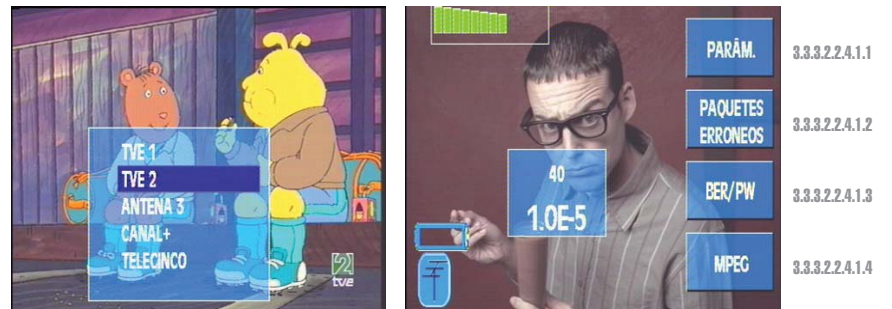 TVE 1
TVE 2
ANTENA 3
CANAL+
TELECINCO
2
tve
40
1.0E-5
PARÂM.
PAQUETES
ERRONEOS
BER/PW
MPEG
3.3.3.2.2.4.1.1
3.3.3.2.2.4.1.2
3.3.3.2.2.4.1.3
3.3.3.2.2.4.1.4